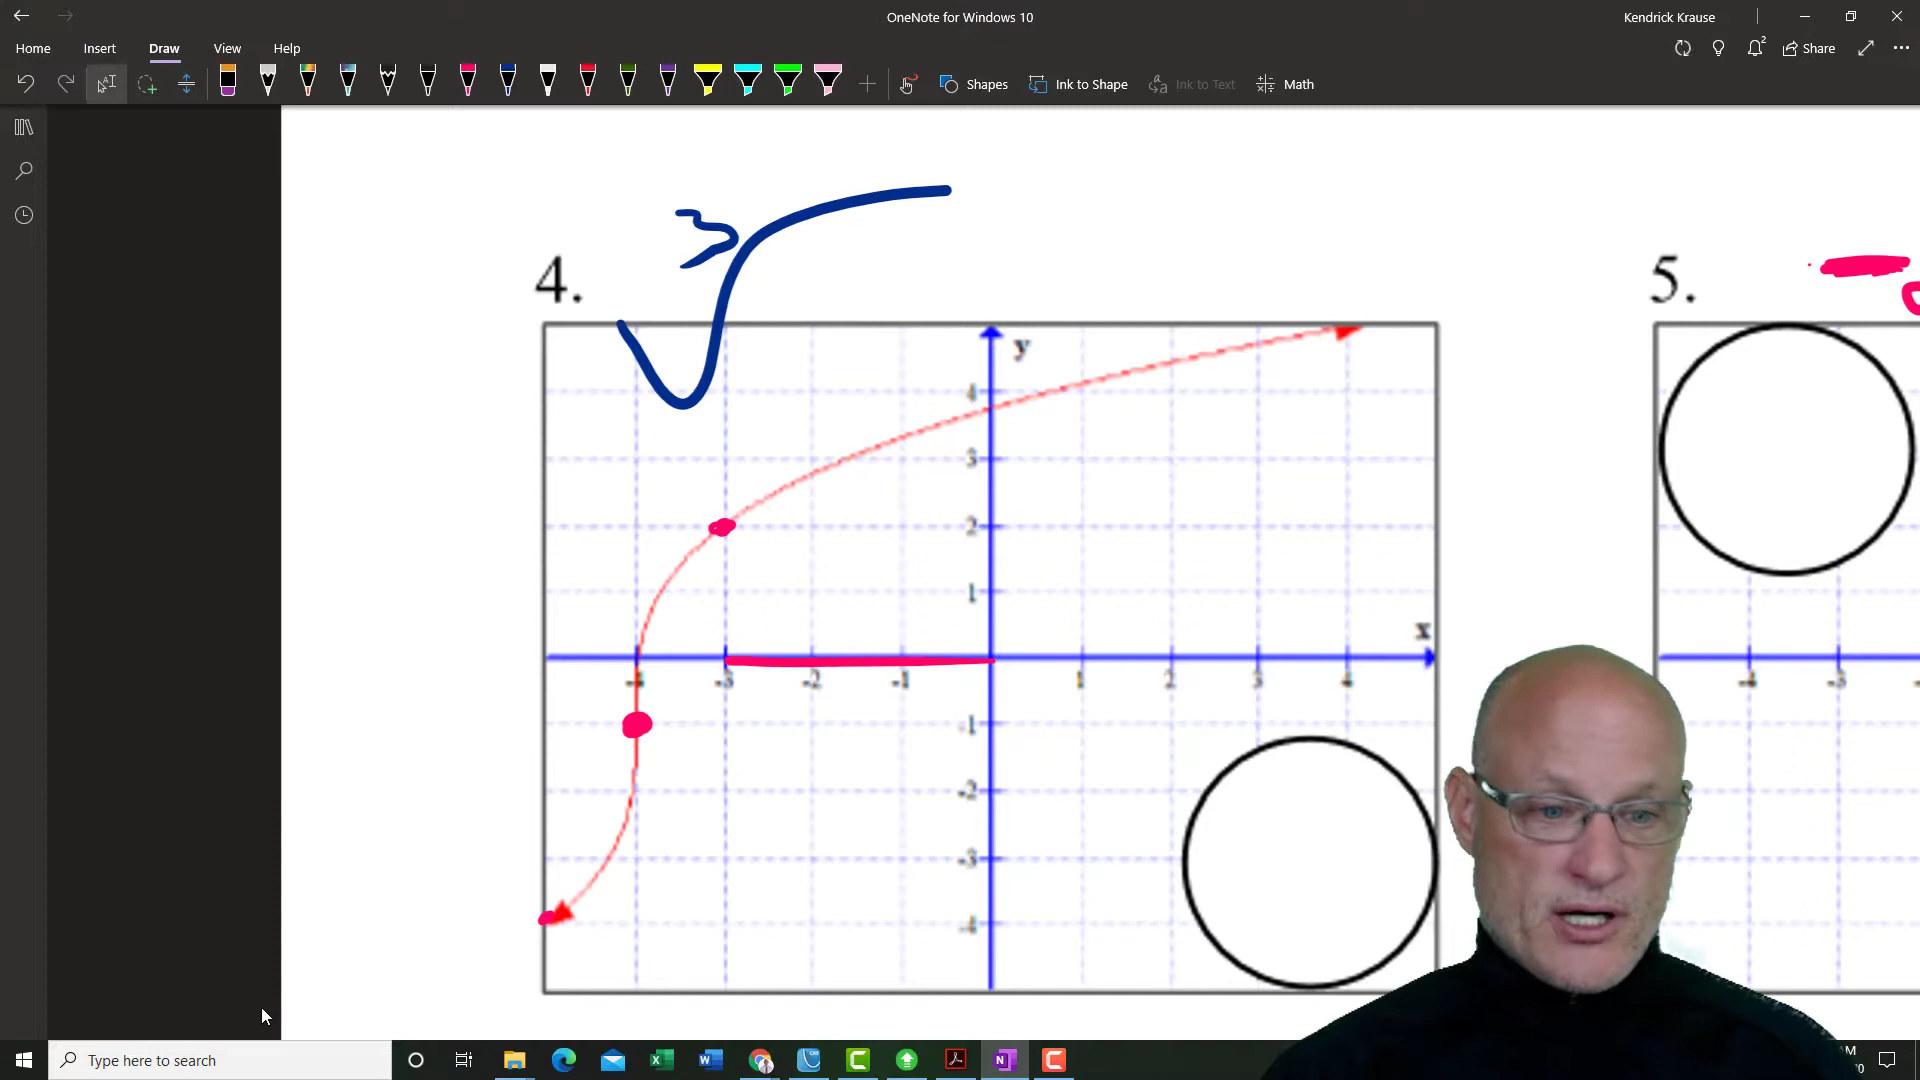 OneNote for Windows 10
Kendrick Krause
Home Insert Draw View Help
2
Share
Shapes
Ink to Shape
Ink to Text
Math
3
4.
5.
y
4
3
2
1
x
-4 -3 -2 -1 1 2 3 4
-1
-2
-3
-4
-4 -3
Type here to search